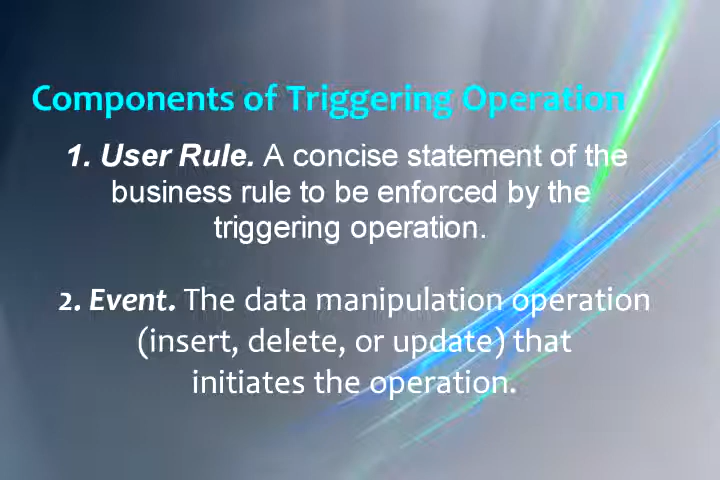 Components of Triggering Operation
1. User Rule. A concise statement of the
business rule to be enforced by the
triggering operation.
2. Event. The data manipulation operation
(insert, delete, or update) that
initiates the operation.